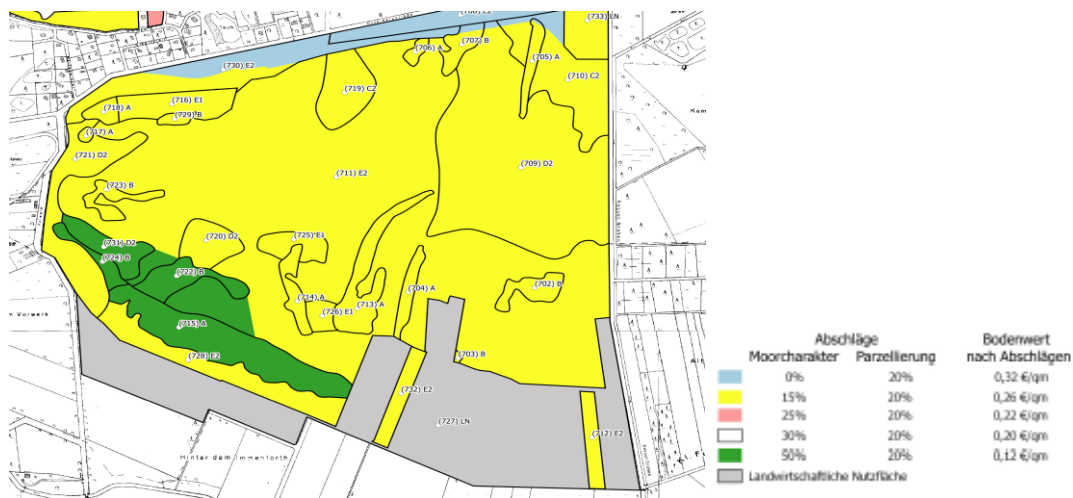 (733) LN
(707) B
(706) A
(705) A
(730) E2
(710) C2
(719) C2
(716) E1
(718) A
(729) B
(717) A
(721) D2
(709) D2
(711) E2
(723) B
(720) D2
(725) E1
(731) D2
(724) B
(722) B
(702) B
(704) A
(714) A
(713) A
(726) E1
m Vorwerk
(715) A
(728) E2
(703) B
(732) E2
(727) LN
(712) E2
Hinter dem Immenforth
Abschläge Bodenwert
Moorcharakter Parzellierung nach Abschlägen
0% 20% 0,32 €/qm
15% 20% 0,26 €/qm
25% 20% 0,22 €/qm
30% 20% 0,20 €/qm
50% 20% 0,12 €/qm
Landwirtschaftliche Nutzfläche